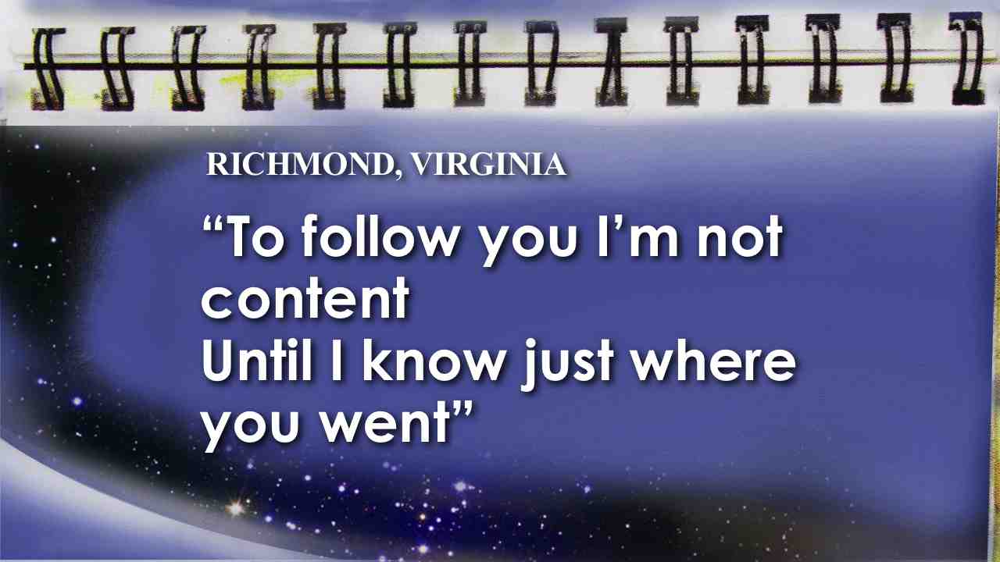 RICHMOND, VIRGINIA
“To follow you I’m not
content
Until I know just where
you went”